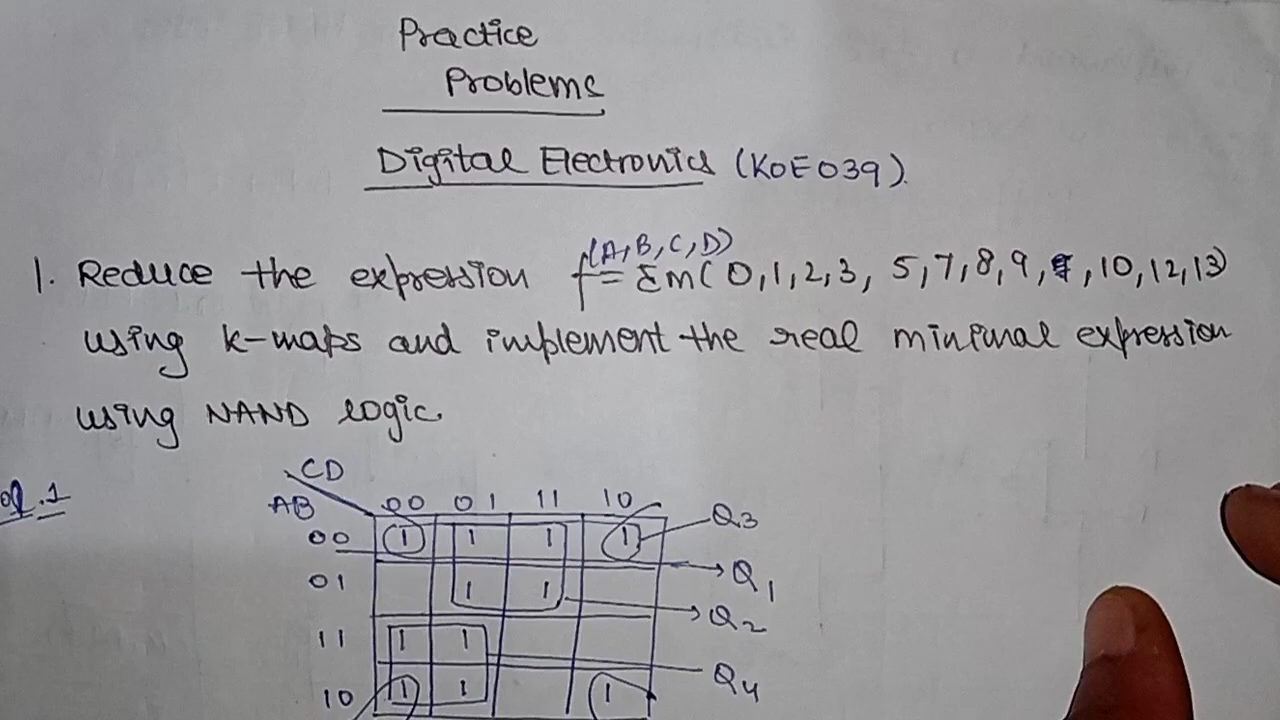 Practice
Problems
Digital Electronics (KOE039).
1. Reduce the expression f(A,B,C,D) = Σm(0,1,2,3, 5,7,8,9, ,10,12,13)
using k-maps and implement the real minimal expression
using NAND logic.
CD
AB 00 01 11 10
00 1 1 1 1 Q3
Q1
01 1 1
Q2
11 1 1
Q4
10 1 1 1